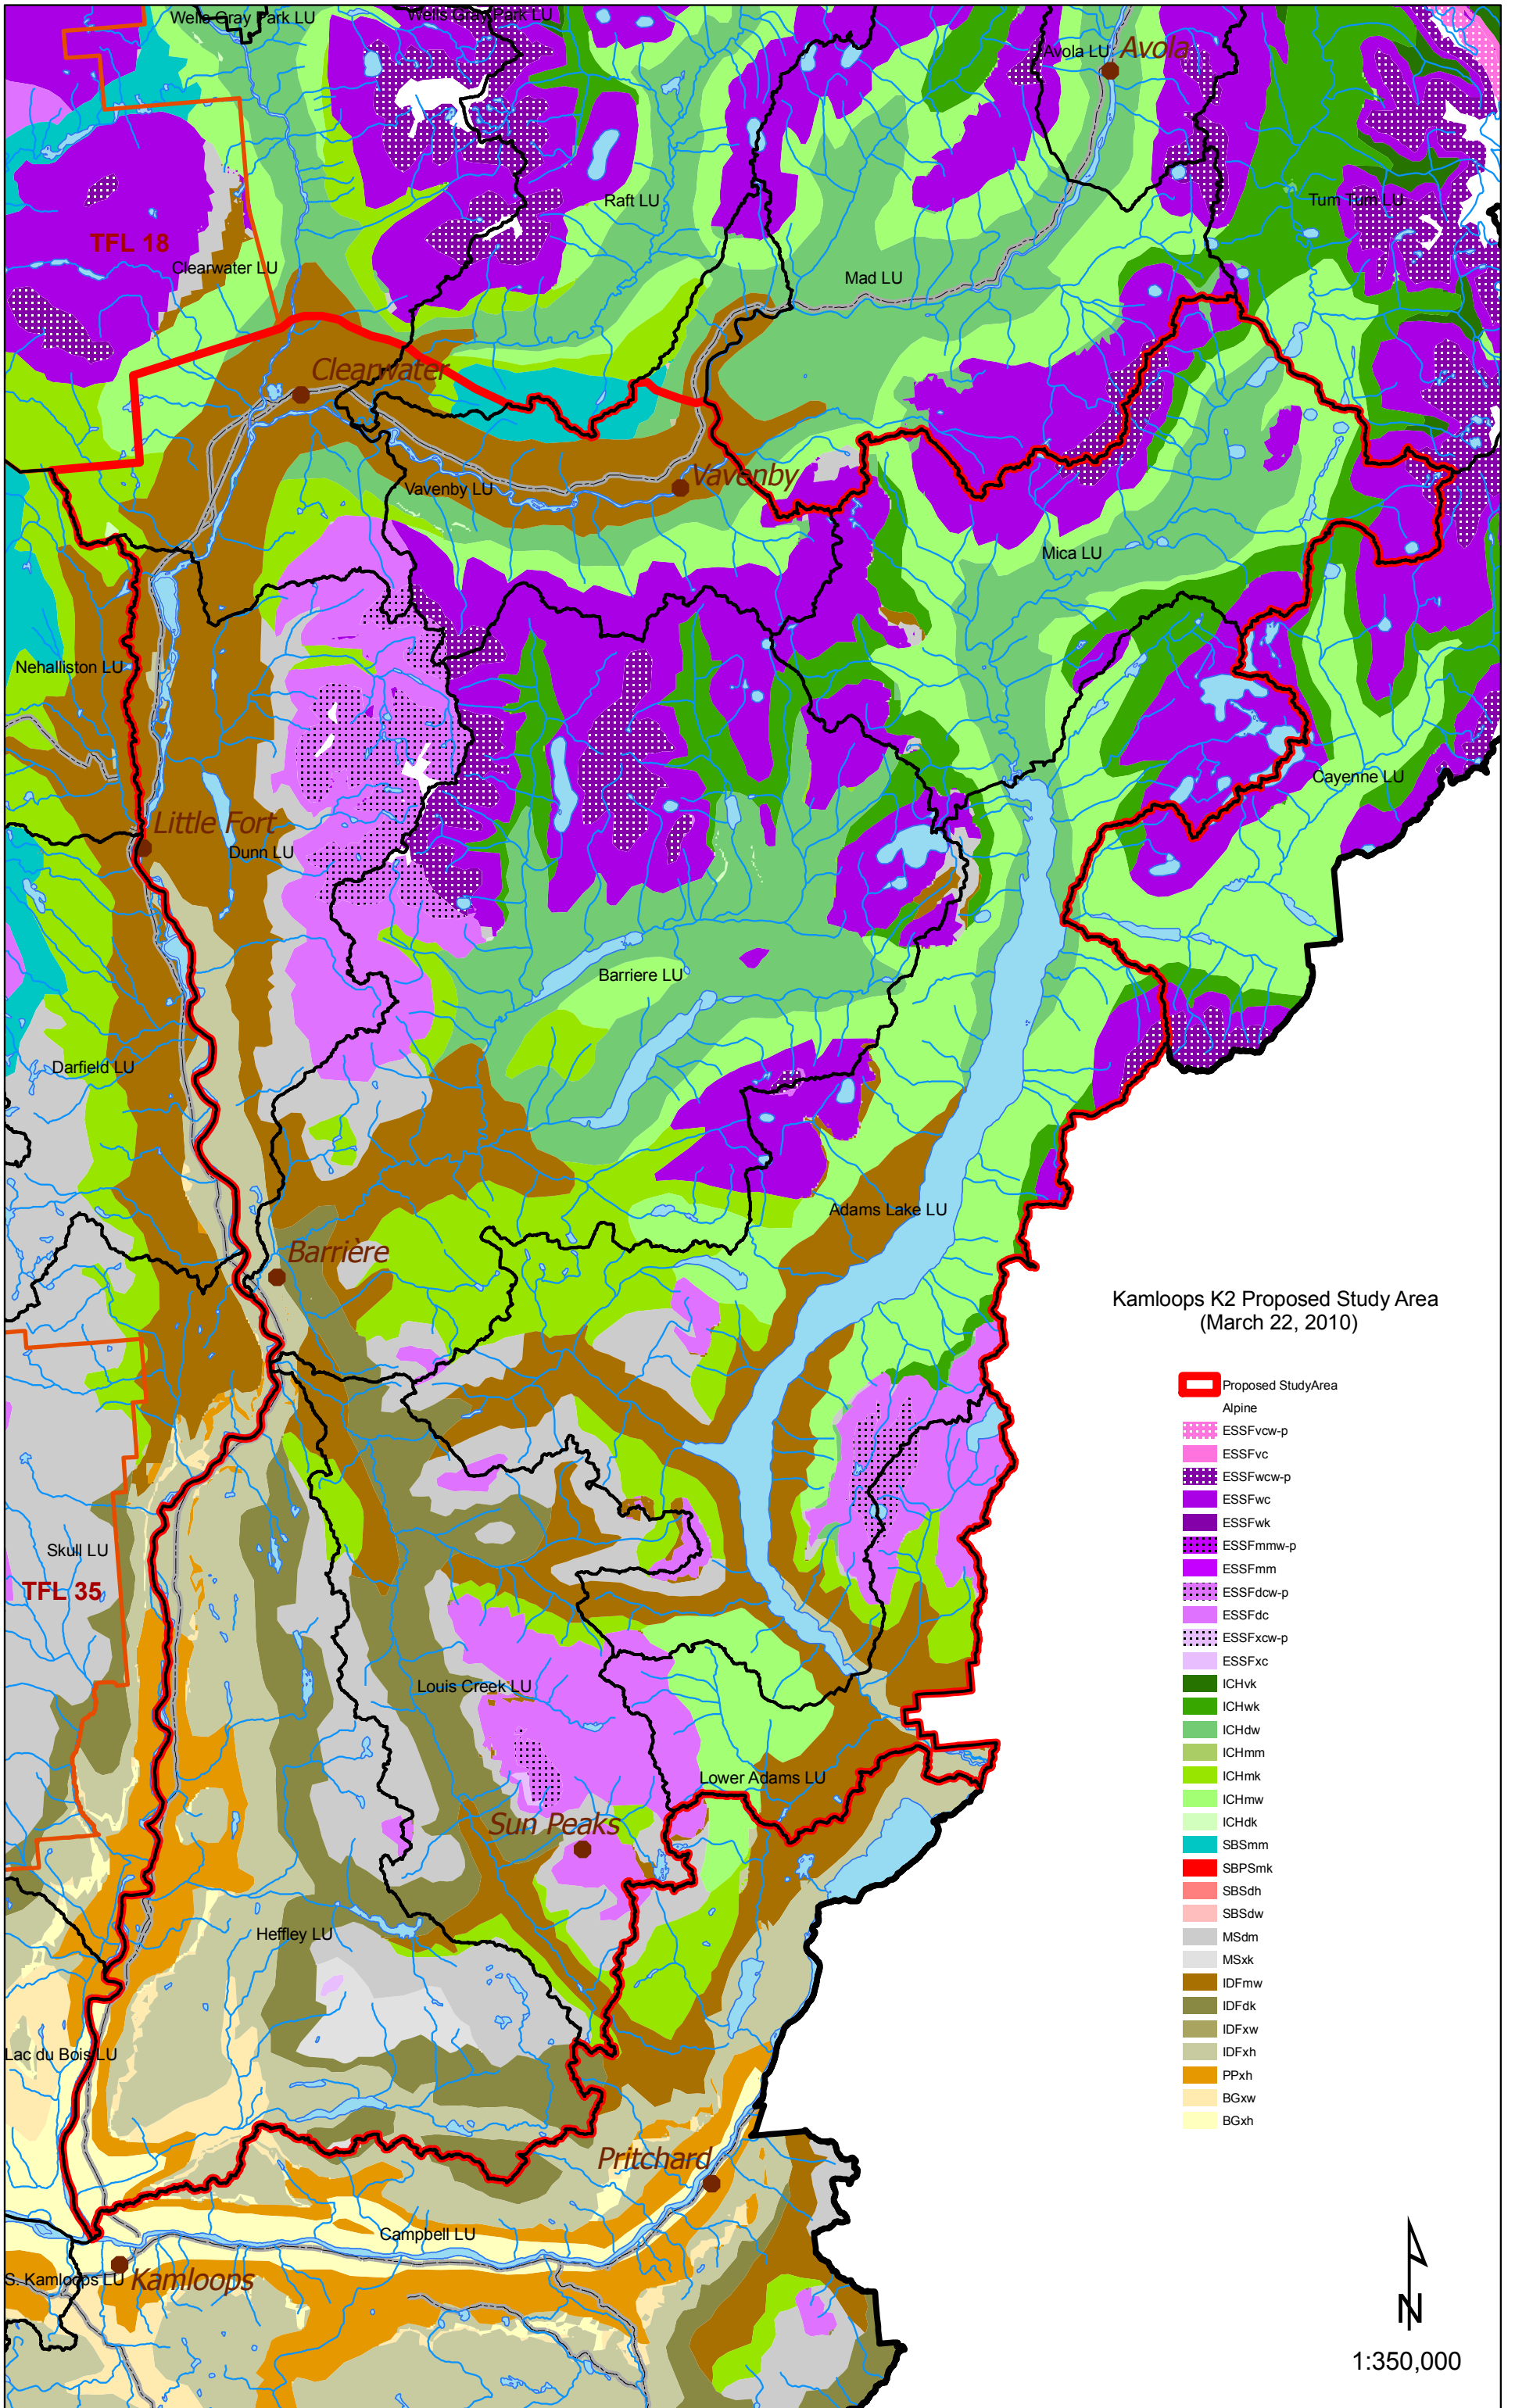 Wells Gray Park LU
Wells Gray Park LU
Avola LU
Avola
Raft LU
Tum Tum LU
TFL 18
Clearwater LU
Mad LU
Clearwater
Vavenby
Vavenby LU
Mica LU
Nehalliston LU
Cayenne LU
Little Fort
Dunn LU
Barriere LU
Darfield LU
Adams Lake LU
Barrière
Kamloops K2 Proposed Study Area
(March 22, 2010)
Proposed StudyArea
Alpine
ESSFvcw-p
ESSFvc
ESSFwcw-p
ESSFwc
ESSFwk
ESSFmmw-p
ESSFmm
ESSFdcw-p
ESSFdc
ESSFxcw-p
ESSFxc
ICHvk
ICHwk
ICHdw
ICHmm
ICHmk
ICHmw
ICHdk
SBSmm
SBPSmk
SBSdh
SBSdw
MSdm
MSxk
IDFmw
IDFdk
IDFxw
IDFxh
PPxh
BGxw
BGxh
Skull LU
TFL 35
Louis Creek LU
Lower Adams LU
Sun Peaks
Heffley LU
Lac du Bois LU
Pritchard
Campbell LU
S. Kamloops LU
Kamloops
N
1:350,000